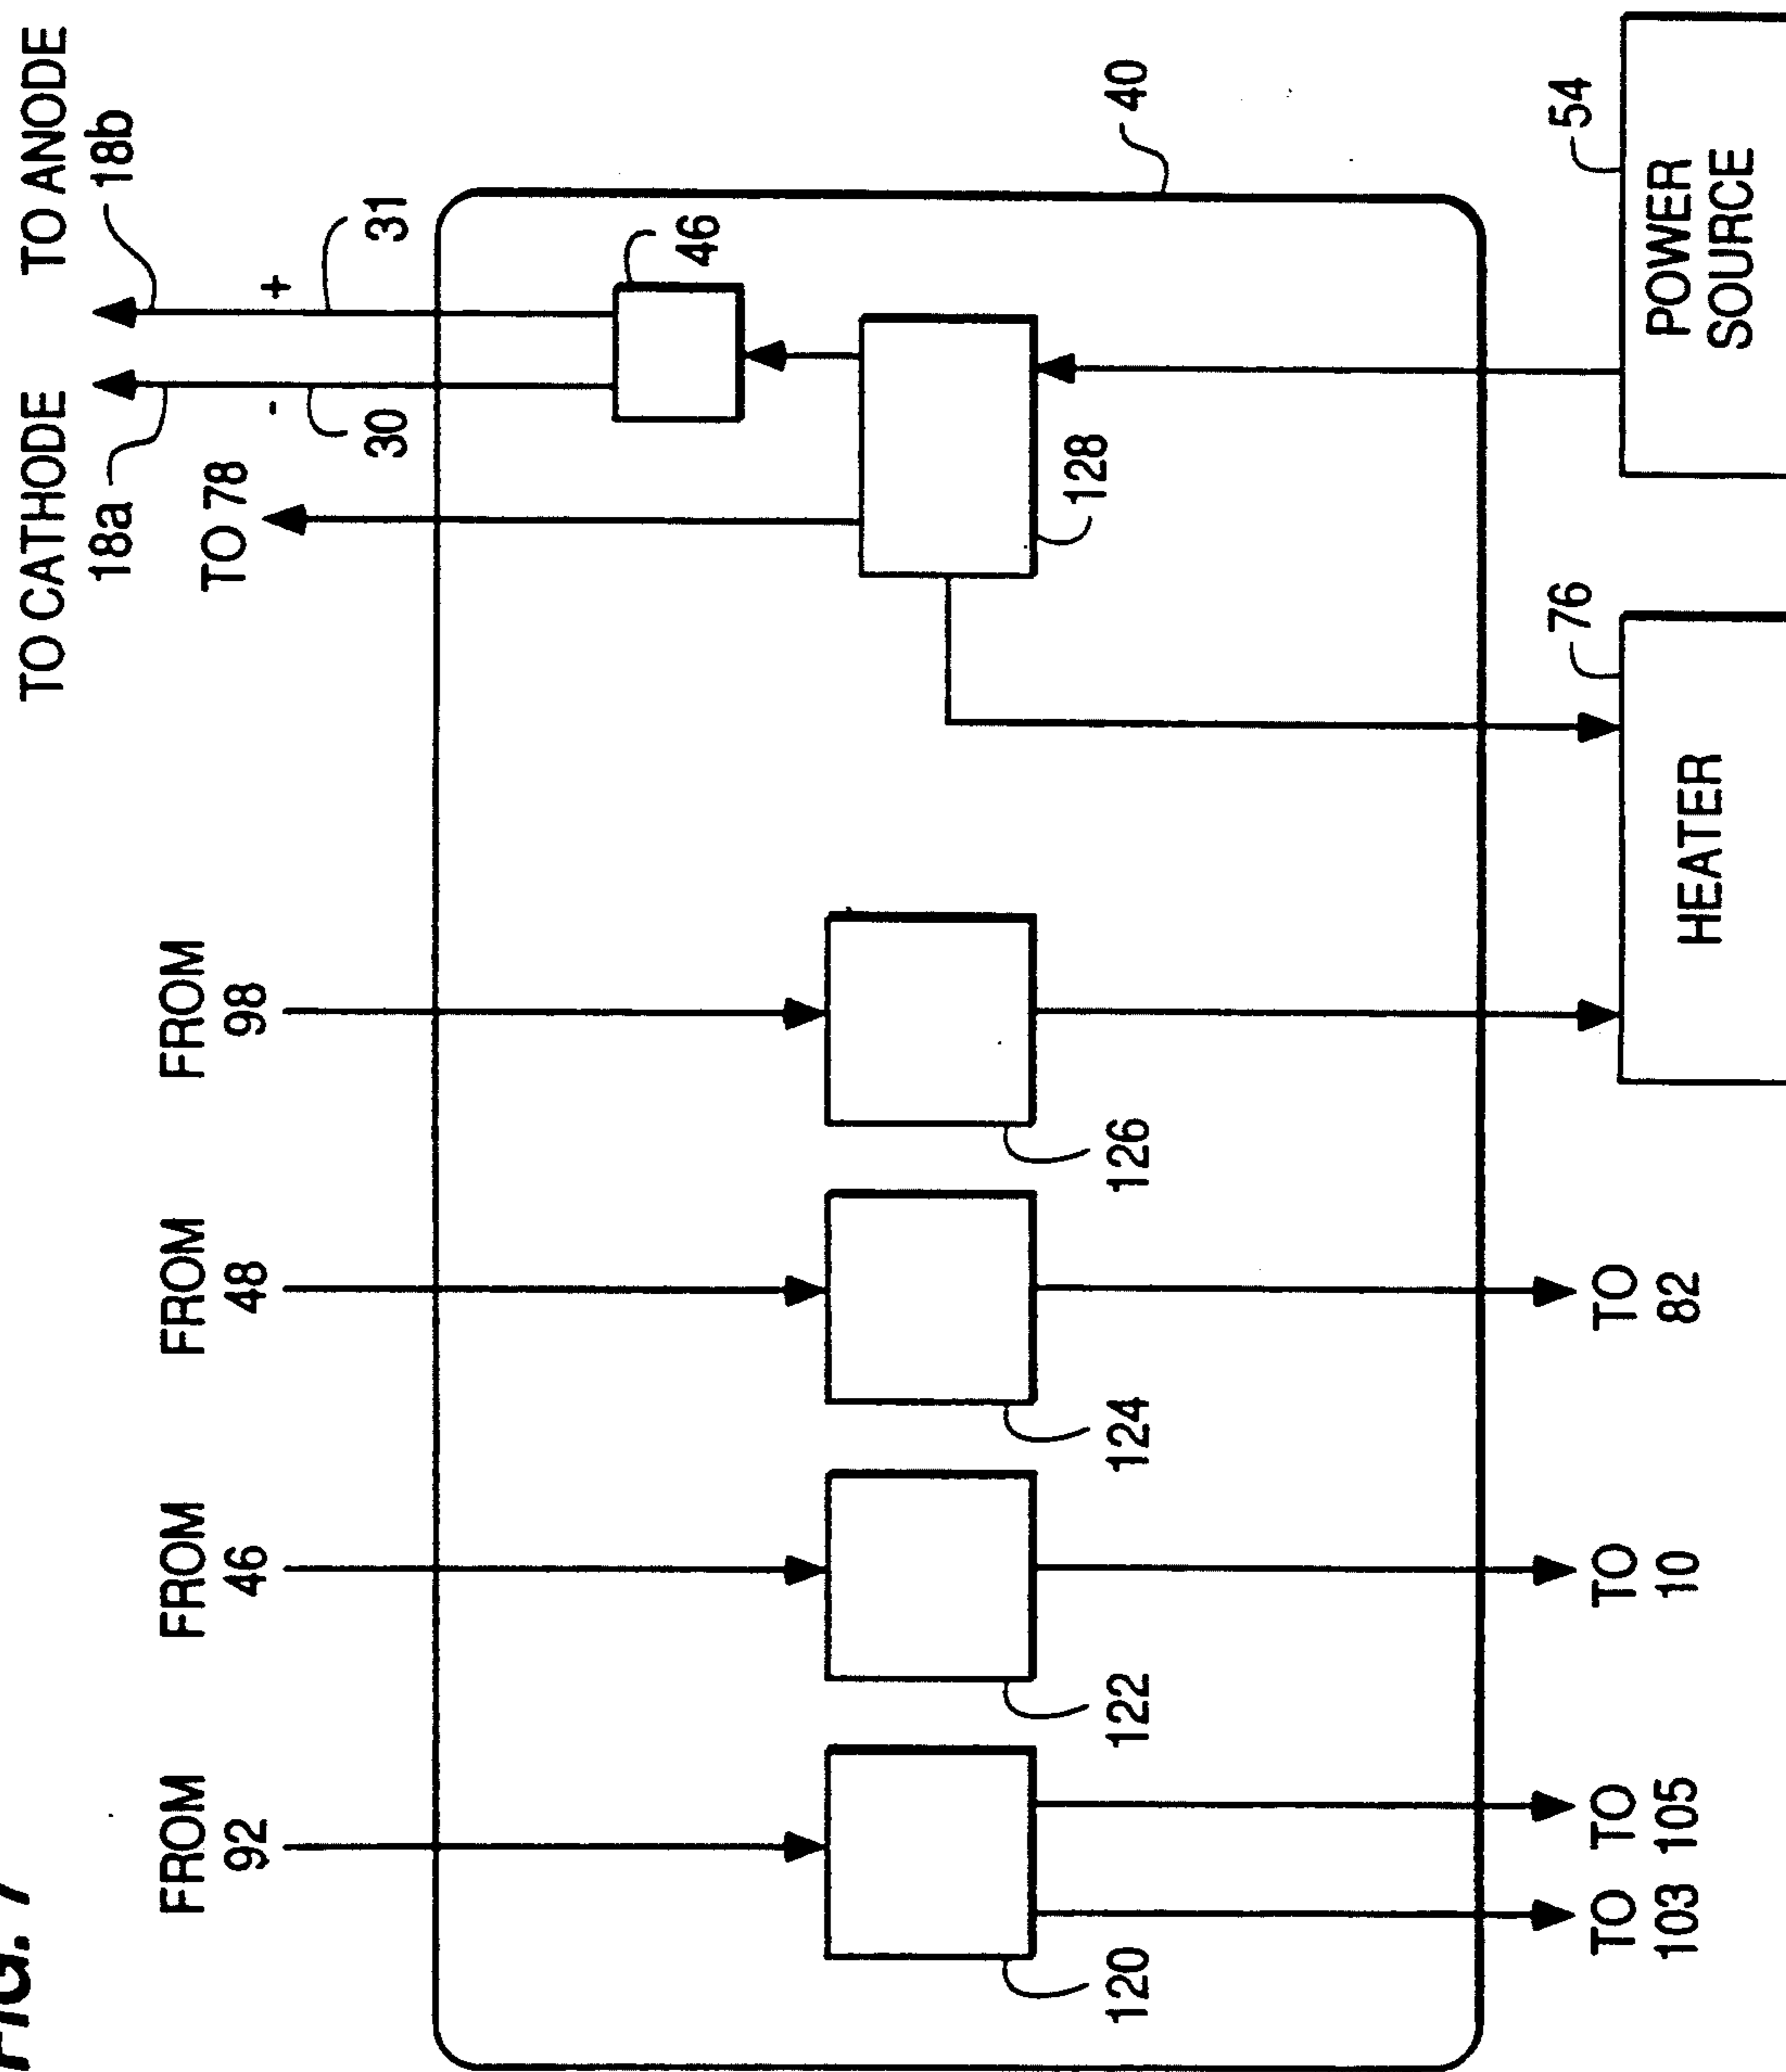 FIG. 7
FROM
92
FROM
46
FROM
48
FROM
98
TO CATHODE
18a
TO ANODE
18b
TO 78
-
+
30
31
46
40
120
122
124
126
128
TO
103
TO
105
TO
10
TO
82
76
HEATER
54
POWER
SOURCE